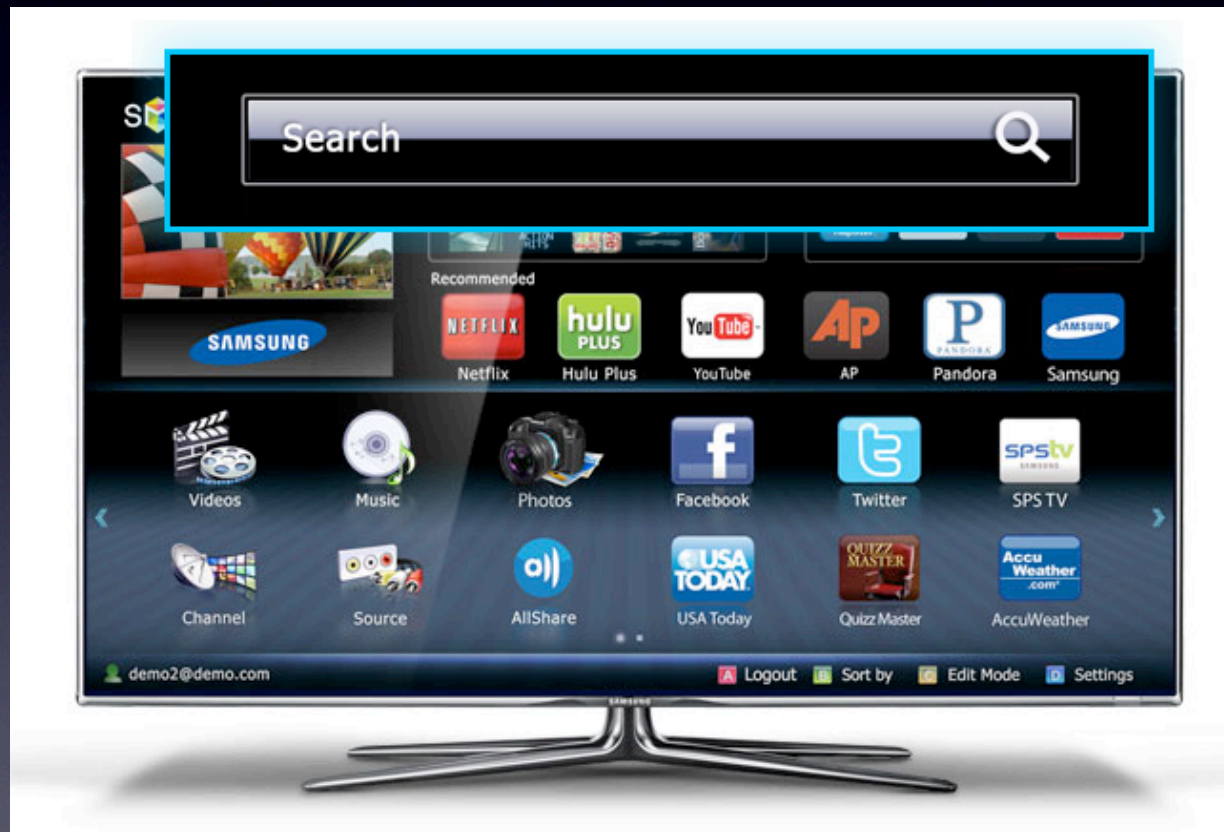 Search
Recommended
NETFLIX
hulu PLUS
You Tube
AP
P PANDORA
SAMSUNG
SAMSUNG
Netflix
Hulu Plus
YouTube
AP
Pandora
Samsung
f
t
SPStv SAMSUNG
Videos
Music
Photos
Facebook
Twitter
SPS TV
USA TODAY
QUIZZ MASTER
Accu Weather .com
Channel
Source
AllShare
USA Today
Quizz Master
AccuWeather
demo2@demo.com
A Logout
B Sort by
C Edit Mode
D Settings
SAMSUNG